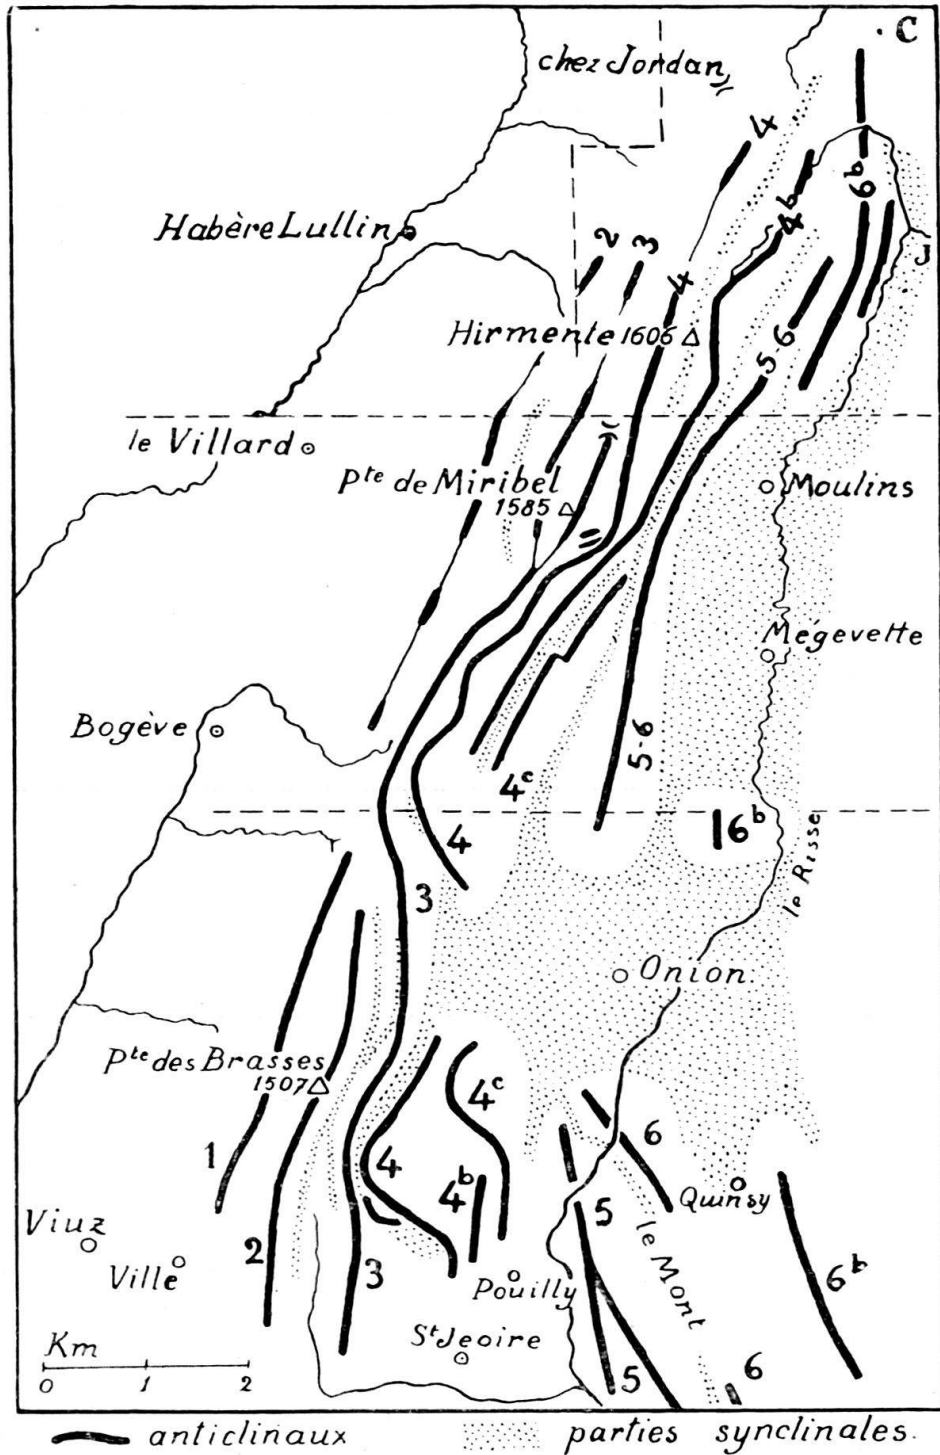 C
chez Jordan
4
6b
4b
Habère Lullin
2
3
4
Hirmente 1606
5-6
le Villard
Pte de Miribel
1585
Moulins
Mégevette
Bogève
5-6
4c
6b
4
le Risse
3
Onion.
Pte des Brasses
1507
4c
6
1
4
4b
Quinsy
5
le Mont
Viuz
Ville
2
3
Pouilly
6b
St Jeoire
Km
0 1 2
5
6
anticlinaux
parties synclinales.